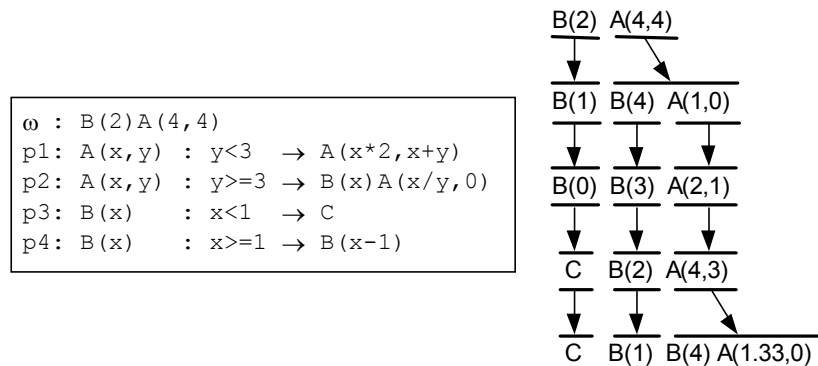 ω : B(2)A(4,4)
p1: A(x,y) : y<3 → A(x*2,x+y)
p2: A(x,y) : y>=3 → B(x)A(x/y,0)
p3: B(x) : x<1 → C
p4: B(x) : x>=1 → B(x-1)
B(2) A(4,4)
B(1) B(4) A(1,0)
B(0) B(3) A(2,1)
C B(2) A(4,3)
C B(1) B(4) A(1.33,0)